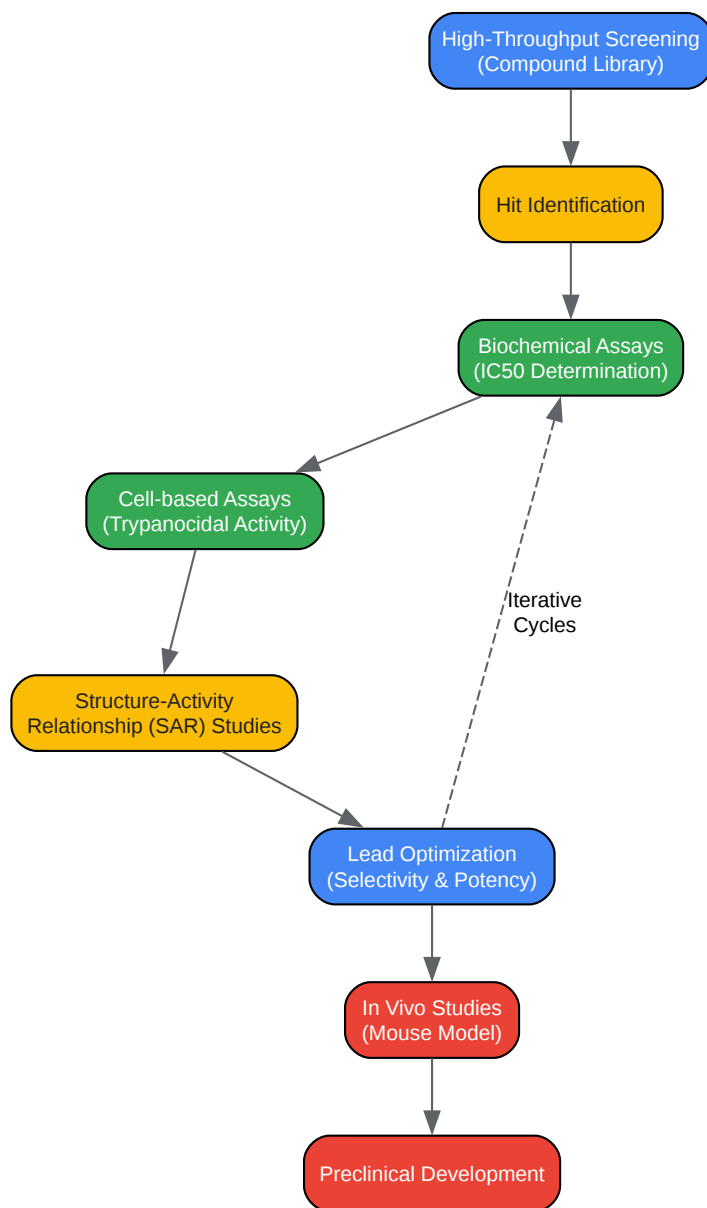 High-Throughput Screening
(Compound Library)
Hit Identification
Biochemical Assays
(IC50 Determination)
Cell-based Assays
(Trypanocidal Activity)
Iterative
Cycles
Structure-Activity
Relationship (SAR) Studies
Lead Optimization
(Selectivity & Potency)
In Vivo Studies
(Mouse Model)
Preclinical Development